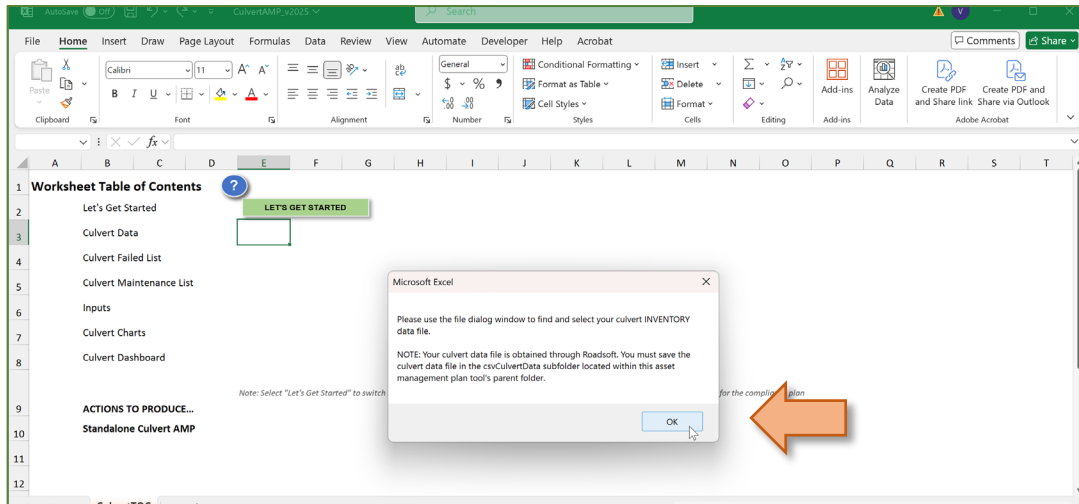 AutoSave Off CulvertAMP_v2025 Search V
File Home Insert Draw Page Layout Formulas Data Review View Automate Developer Help Acrobat Comments Share
Paste Calibri 11 A^ A˅ ab General Conditional Formatting Insert Σ Add-ins Analyze Data Create PDF and Share link Create PDF and Share via Outlook
B I U A $ % 9 Format as Table Delete
Cell Styles Format
Clipboard Font Alignment Number Styles Cells Editing Add-ins Adobe Acrobat
fx
A B C D E F G H I J K L M N O P Q R S T
1 Worksheet Table of Contents ?
2 Let's Get Started LET'S GET STARTED
3 Culvert Data
4 Culvert Failed List
5 Culvert Maintenance List
6 Inputs
7 Culvert Charts
8 Culvert Dashboard
Microsoft Excel
Please use the file dialog window to find and select your culvert INVENTORY
data file.
NOTE: Your culvert data file is obtained through Roadsoft. You must save the
culvert data file in the csvCulvertData subfolder located within this asset
management plan tool's parent folder.
OK
Note: Select "Let's Get Started" to switch for the plan
9 ACTIONS TO PRODUCE...
10 Standalone Culvert AMP
11
12